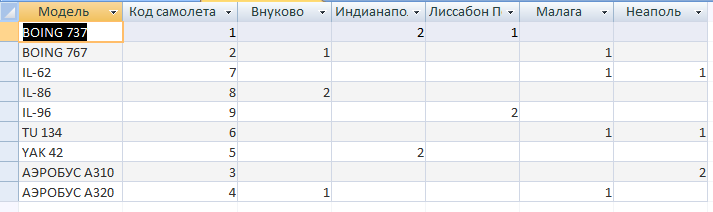 Модель Код самолета Внуково Индианапо. Лиссабон П Малага Неаполь
BOING 737 1 2 1
BOING 767 2 1 1
IL-62 7 1 1
IL-86 8 2
IL-96 9 2
TU 134 6 1 1
YAK 42 5 2
АЭРОБУС А310 3 2
АЭРОБУС А320 4 1 1